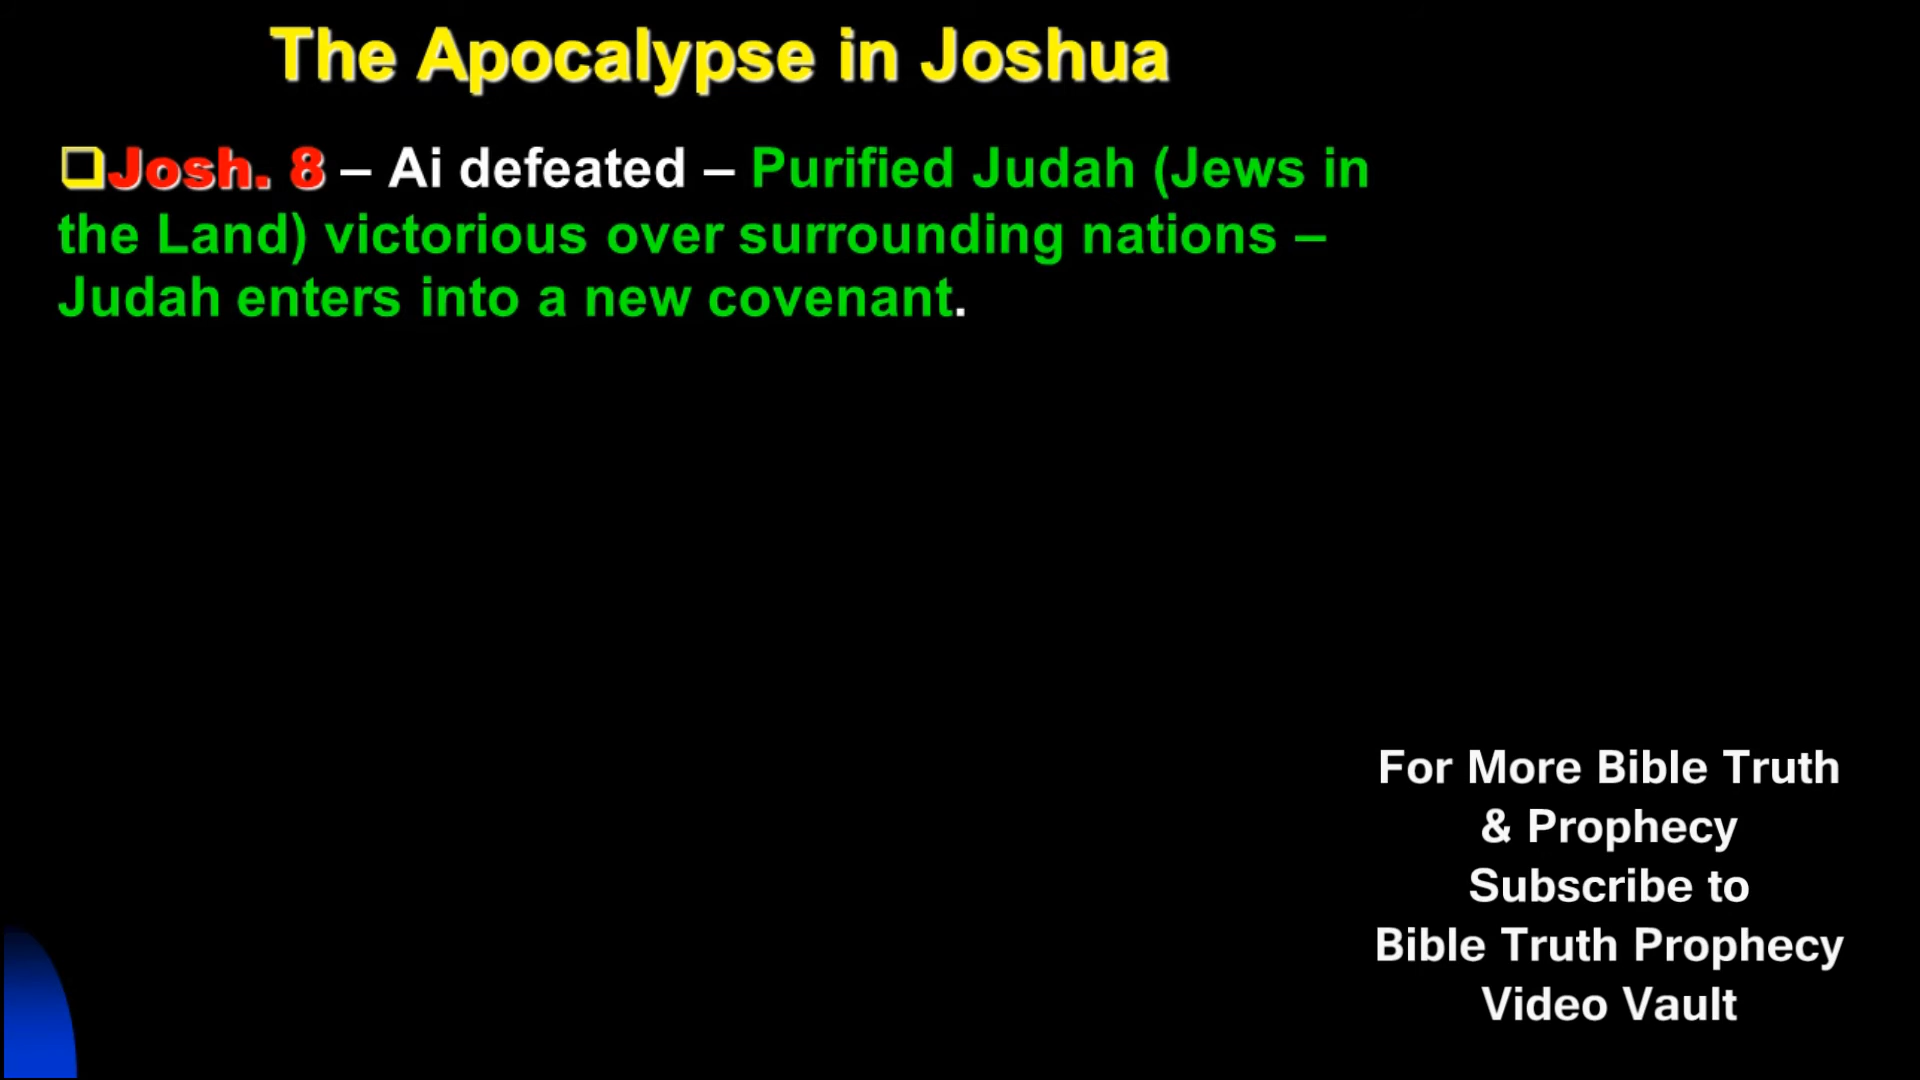 The Apocalypse in Joshua
❑Josh. 8 – Ai defeated – Purified Judah (Jews in
the Land) victorious over surrounding nations –
Judah enters into a new covenant.
For More Bible Truth
& Prophecy
Subscribe to
Bible Truth Prophecy
Video Vault